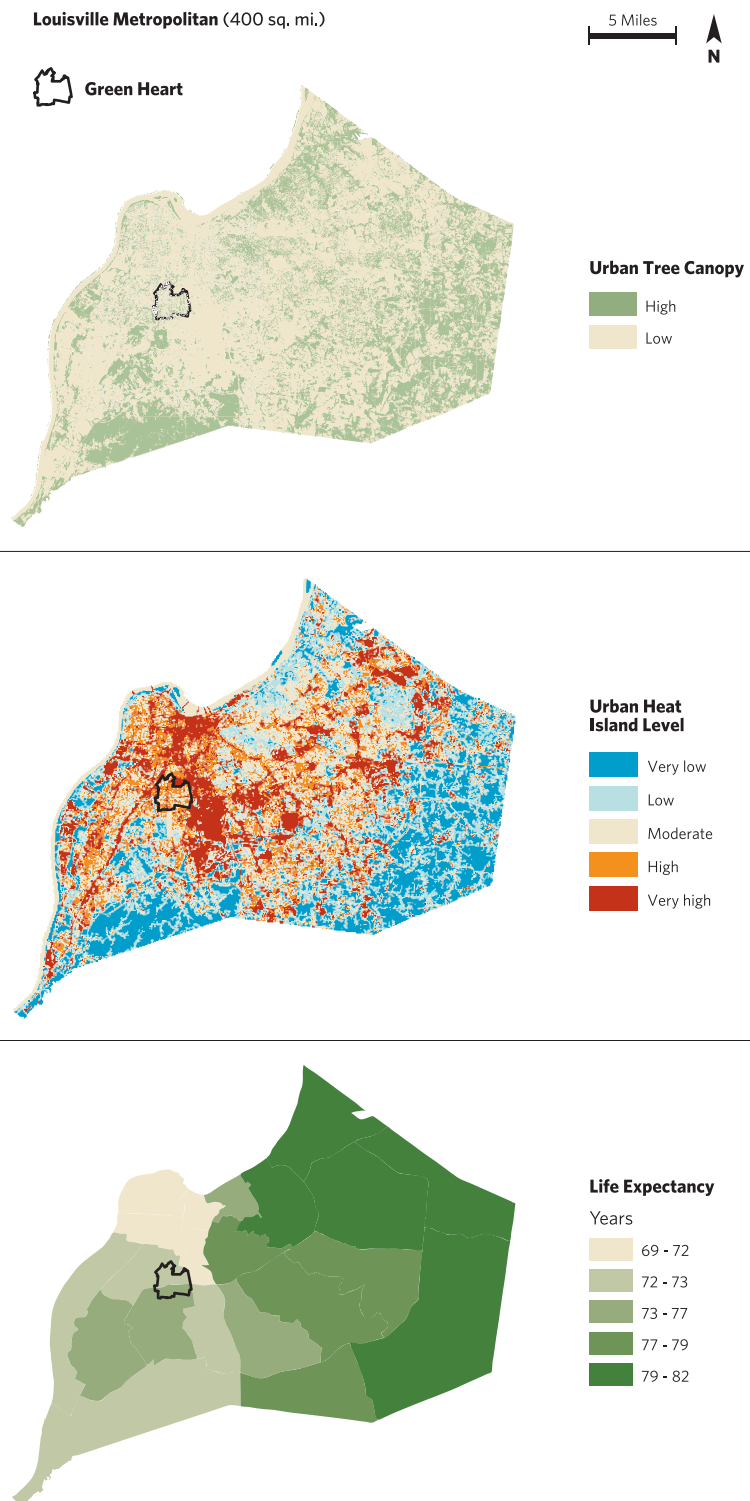 Louisville Metropolitan (400 sq. mi.)
5 Miles
N
Green Heart
Urban Tree Canopy
High
Low
Urban Heat
Island Level
Very low
Low
Moderate
High
Very high
Life Expectancy
Years
69 - 72
72 - 73
73 - 77
77 - 79
79 - 82